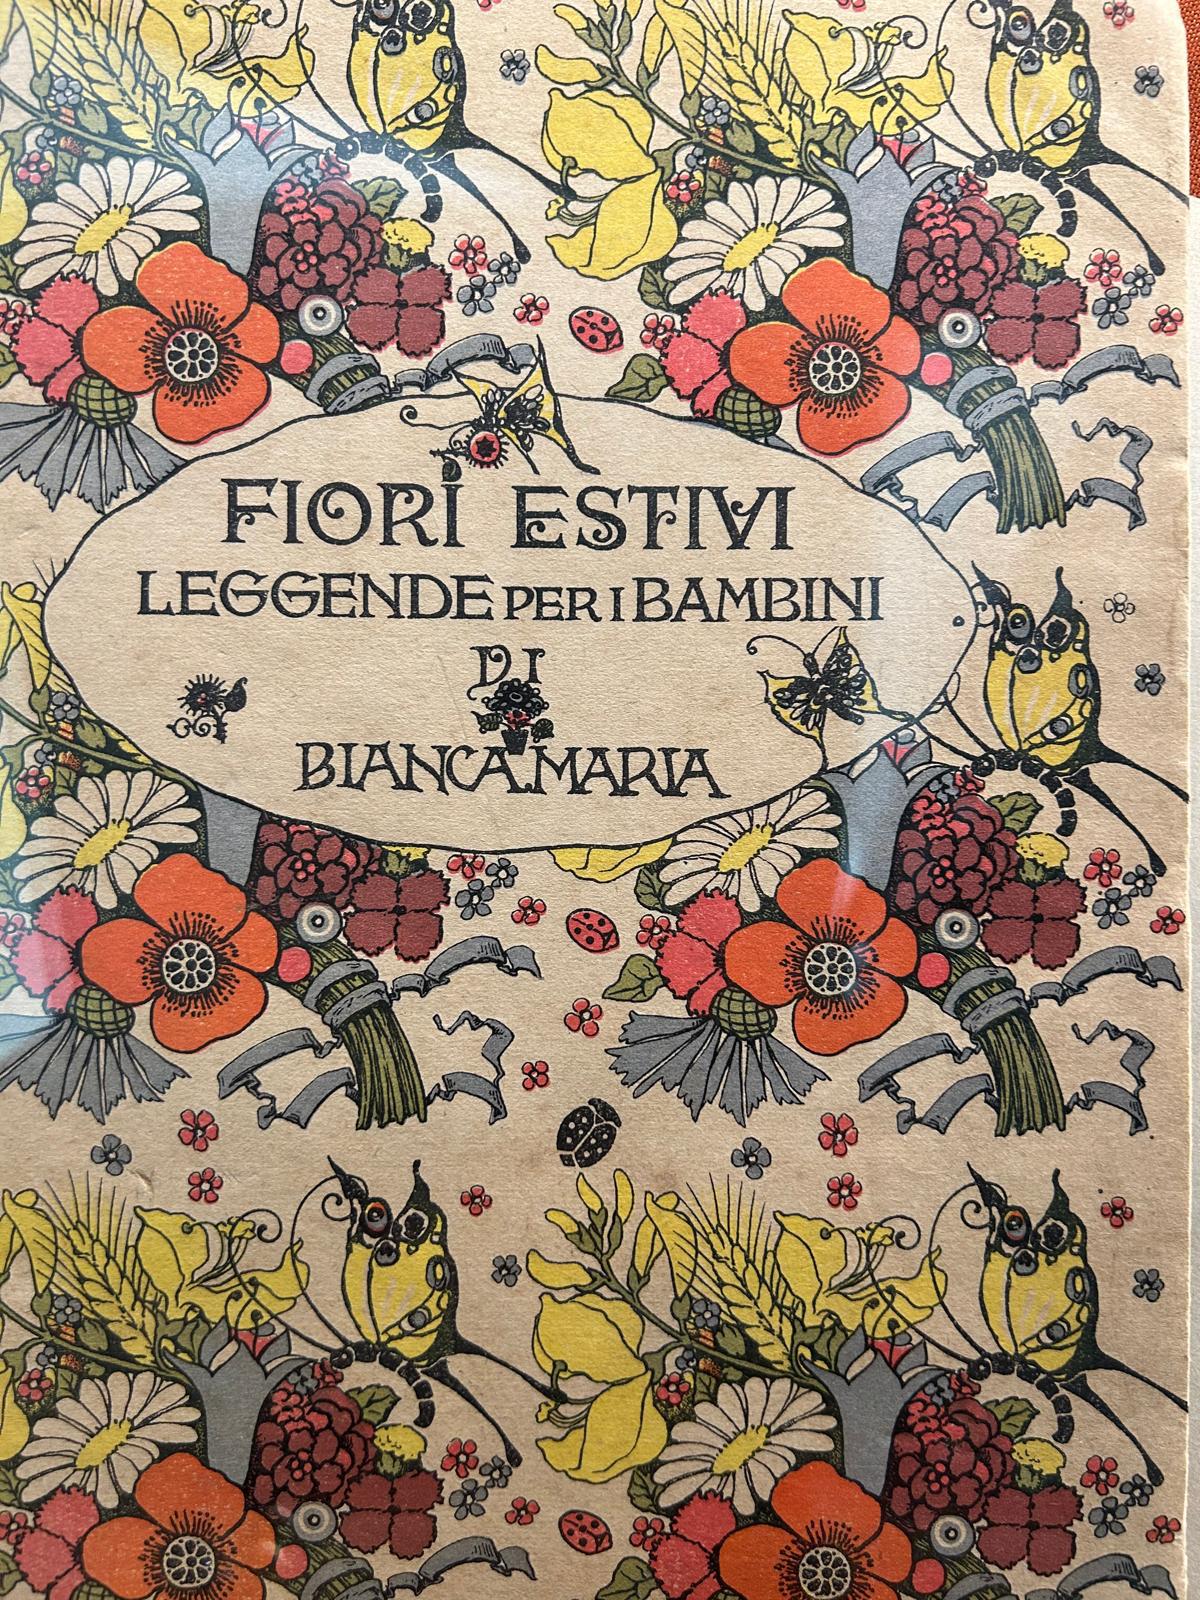 FIORI ESTIVI
LEGGENDE PER I BAMBINI
DI
BIANCA MARIA